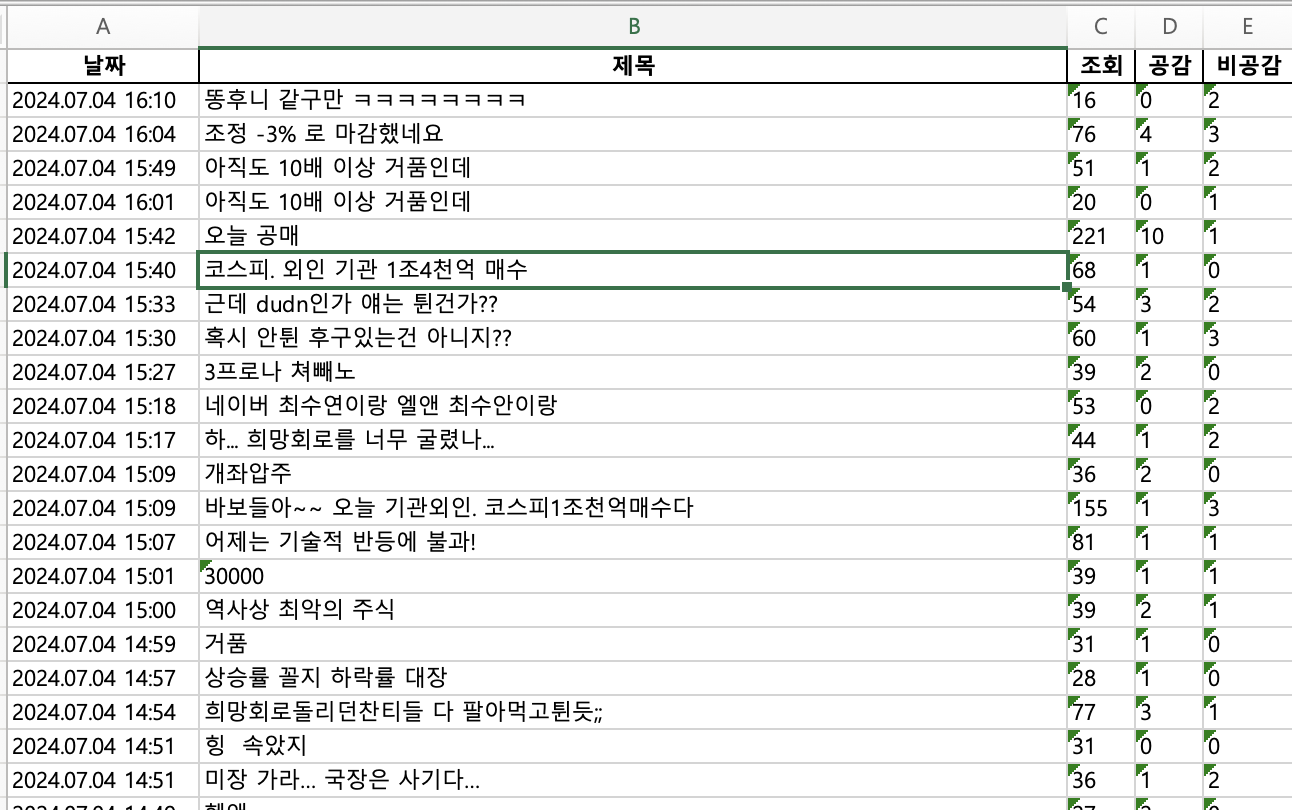 A B C D E
날짜 제목 조회 공감 비공감
2024.07.04 16:10 똥후니 같구만 ㅋㅋㅋㅋㅋㅋㅋㅋ 16 0 2
2024.07.04 16:04 조정 -3% 로 마감했네요 76 4 3
2024.07.04 15:49 아직도 10배 이상 거품인데 51 1 2
2024.07.04 16:01 아직도 10배 이상 거품인데 20 0 1
2024.07.04 15:42 오늘 공매 221 10 1
2024.07.04 15:40 코스피. 외인 기관 1조4천억 매수 68 1 0
2024.07.04 15:33 근데 dudn인가 얘는 튄건가?? 54 3 2
2024.07.04 15:30 혹시 안튄 후구있는건 아니지?? 60 1 3
2024.07.04 15:27 3프로나 쳐빼노 39 2 0
2024.07.04 15:18 네이버 최수연이랑 엘앤 최수안이랑 53 0 2
2024.07.04 15:17 하... 희망회로를 너무 굴렸나... 44 1 2
2024.07.04 15:09 개좌압주 36 2 0
2024.07.04 15:09 바보들아~~ 오늘 기관외인. 코스피1조천억매수다 155 1 3
2024.07.04 15:07 어제는 기술적 반등에 불과! 81 1 1
2024.07.04 15:01 30000 39 1 1
2024.07.04 15:00 역사상 최악의 주식 39 2 1
2024.07.04 14:59 거품 31 1 0
2024.07.04 14:57 상승률 꼴지 하락률 대장 28 1 0
2024.07.04 14:54 희망회로돌리던찬티들 다 팔아먹고튄듯;; 77 3 1
2024.07.04 14:51 힝 속았지 31 0 0
2024.07.04 14:51 미장 가라... 국장은 사기다... 36 1 2